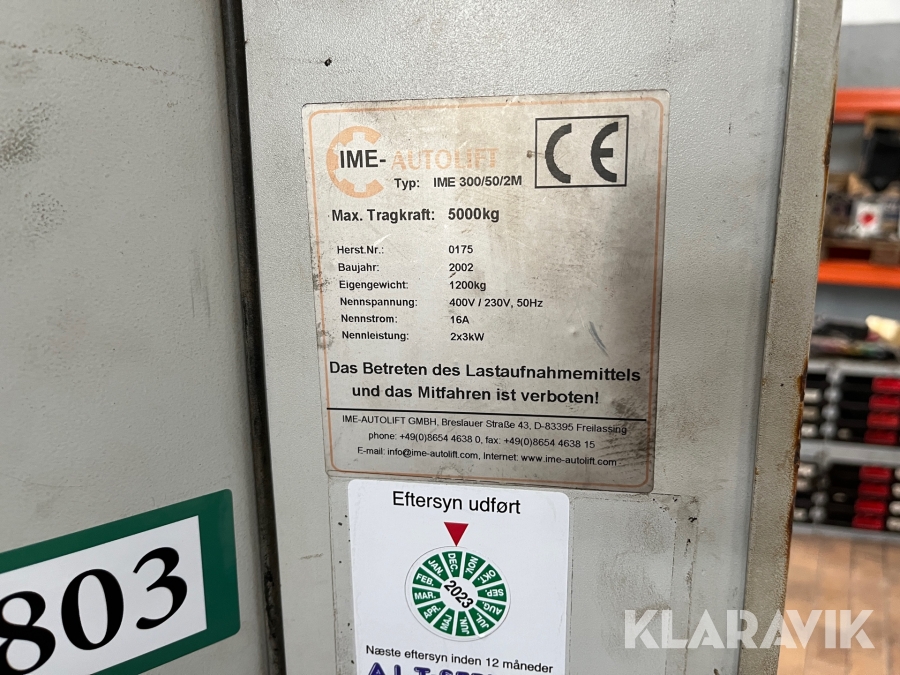 IME-AUTOLIFT
CE
Typ: IME 300/50/2M
Max. Tragkraft: 5000kg
Herst.Nr.: 0175
Baujahr: 2002
Eigengewicht: 1200kg
Nennspannung: 400V / 230V, 50Hz
Nennstrom: 16A
Nennleistung: 2x3kW
Das Betreten des Lastaufnahmemittels
und das Mitfahren ist verboten!
IME-AUTOLIFT GMBH, Breslauer Straße 43, D-83395 Freilassing
phone: +49(0)8654 4638 0, fax: +49(0)8654 4638 15
E-mail: info@ime-autolift.com, Internet: www.ime-autolift.com
Eftersyn udført
DEC. NOV. OKT. SEP. AUG. JUL. JUN. MAJ APR. MAR. FEB. JAN.
2023
Næste eftersyn inden 12 måneder
803
KLARAVIK